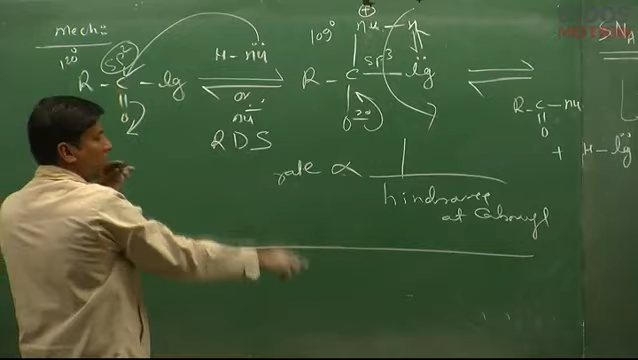 mech:
120° sp²
R - C - lg
||
O
H - nu
or
nu
RDS
109° sp³
⊕
nu - H
R - C - lg
O
R - C - nu
||
O
+ H - lg
rate ∝ 1
hindrance
at Carbonyl
SN